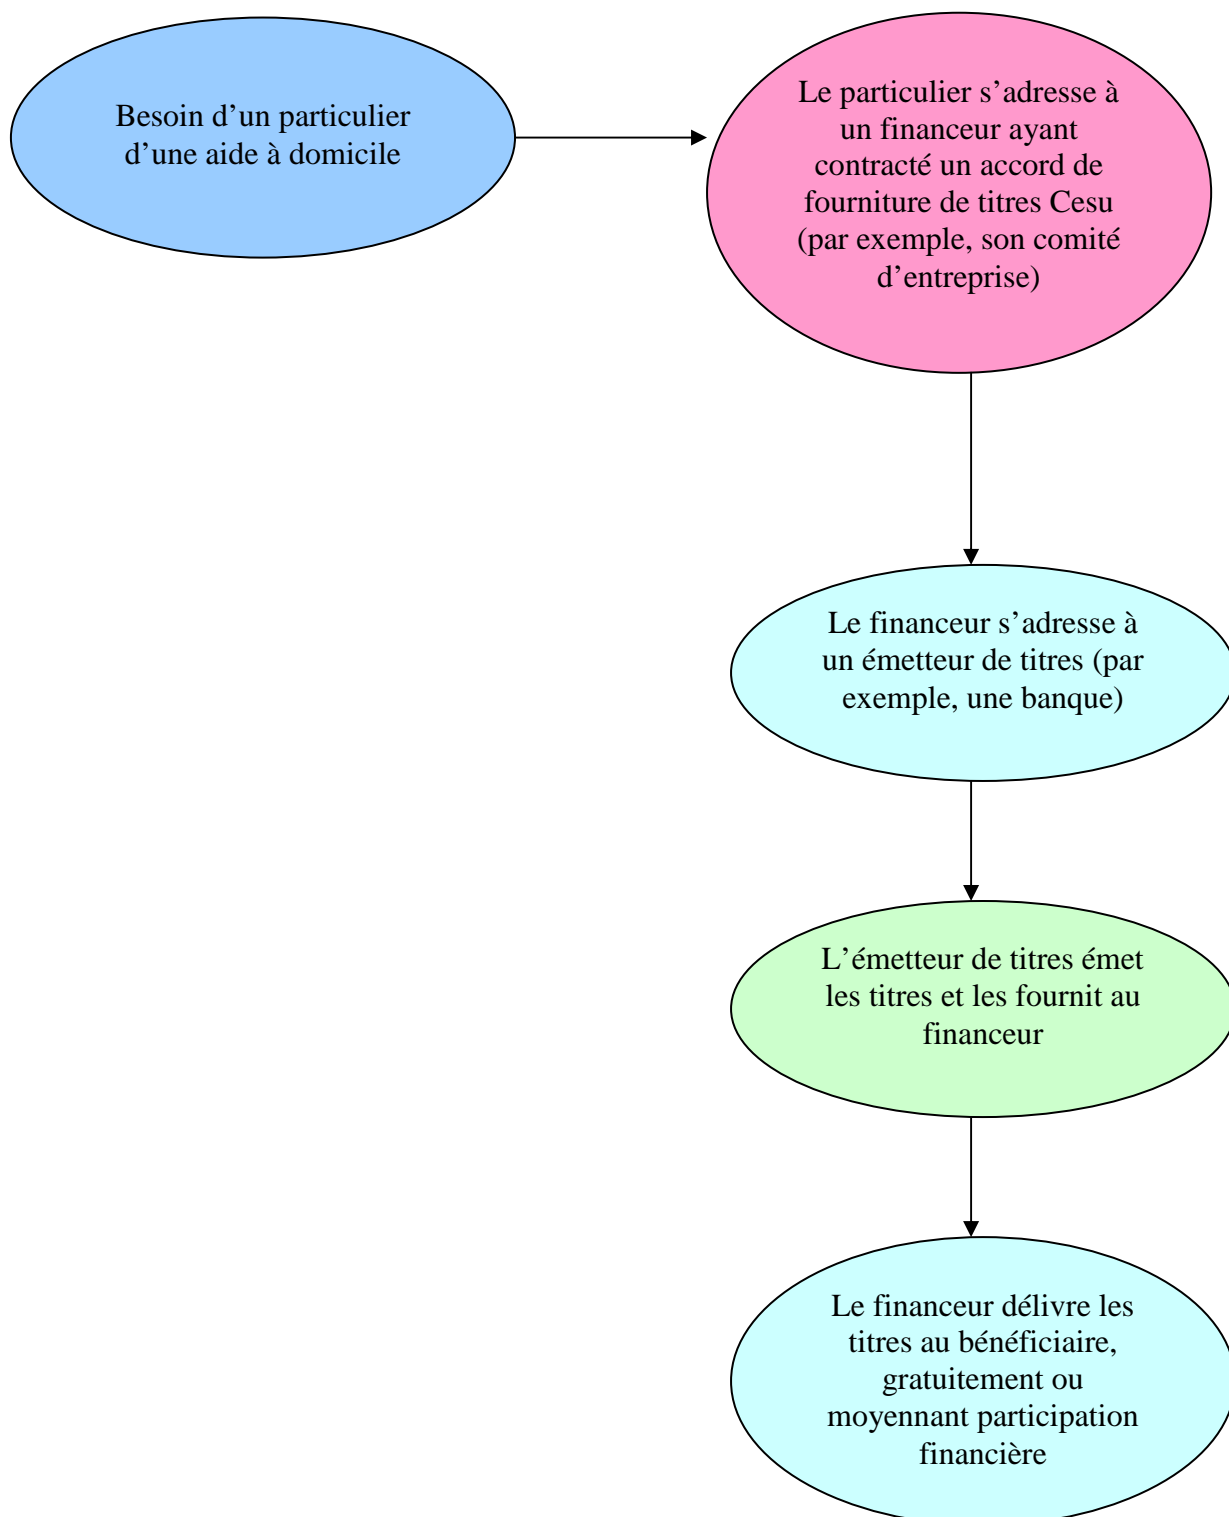 Besoin d’un particulier
d’une aide à domicile
Le particulier s’adresse à
un financeur ayant
contracté un accord de
fourniture de titres Cesu
(par exemple, son comité
d’entreprise)
Le financeur s’adresse à
un émetteur de titres (par
exemple, une banque)
L’émetteur de titres émet
les titres et les fournit au
financeur
Le financeur délivre les
titres au bénéficiaire,
gratuitement ou
moyennant participation
financière